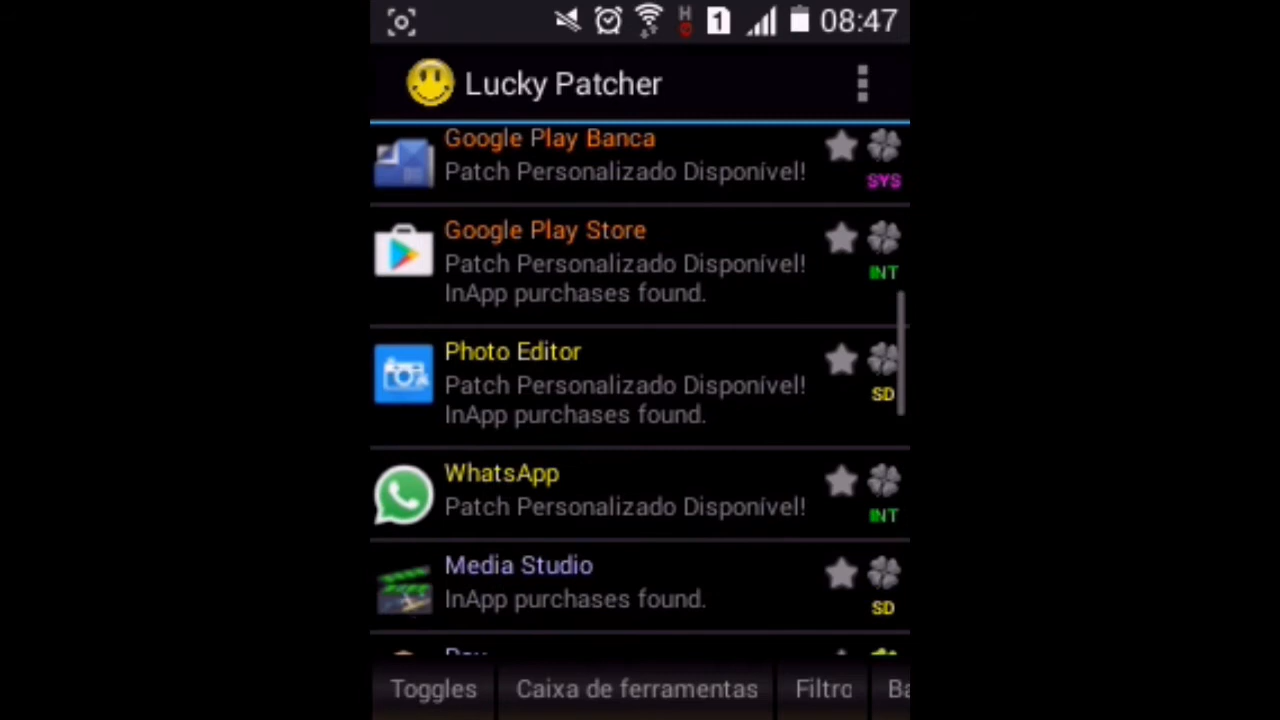 H 1 08:47
Lucky Patcher
Google Play Banca
Patch Personalizado Disponível!
SYS
Google Play Store
Patch Personalizado Disponível!
INT
InApp purchases found.
Photo Editor
Patch Personalizado Disponível!
SD
InApp purchases found.
WhatsApp
Patch Personalizado Disponível!
INT
Media Studio
InApp purchases found.
SD
Toggles Caixa de ferramentas Filtro Ba